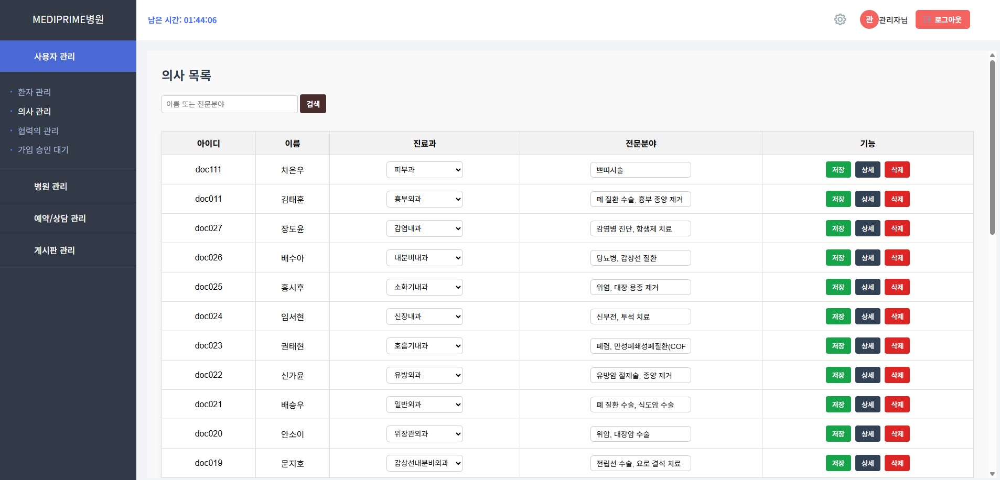 MEDIPRIME병원
남은 시간: 01:44:06
관 관리자님 로그아웃
사용자 관리
환자 관리
의사 관리
협력의 관리
가입 승인 대기
병원 관리
예약/상담 관리
게시판 관리
의사 목록
이름 또는 전문분야 검색
아이디 이름 진료과 전문분야 기능
doc111 차은우 피부과 쁘띠시술 저장 상세 삭제
doc011 김태훈 흉부외과 폐 질환 수술, 흉부 종양 제거 저장 상세 삭제
doc027 장도윤 감염내과 감염병 진단, 항생제 치료 저장 상세 삭제
doc026 배수아 내분비내과 당뇨병, 갑상선 질환 저장 상세 삭제
doc025 홍시후 소화기내과 위염, 대장 용종 제거 저장 상세 삭제
doc024 임서현 신장내과 신부전, 투석 치료 저장 상세 삭제
doc023 권태현 호흡기내과 폐렴, 만성폐쇄성폐질환(COP 저장 상세 삭제
doc022 신가윤 유방외과 유방암 절제술, 종양 제거 저장 상세 삭제
doc021 배승우 일반외과 폐 질환 수술, 식도암 수술 저장 상세 삭제
doc020 안소이 위장관외과 위암, 대장암 수술 저장 상세 삭제
doc019 문지호 갑상선내분비외과 전립선 수술, 요로 결석 치료 저장 상세 삭제